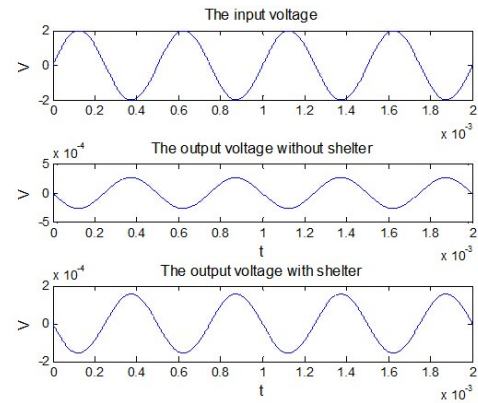 The input voltage
2
0
-2
V
0 0.2 0.4 0.6 0.8 1 1.2 1.4 1.6 1.8 2
x 10-3
x 10-4
The output voltage without shelter
5
0
-5
V
0 0.2 0.4 0.6 0.8 1 1.2 1.4 1.6 1.8 2
t
x 10-3
x 10-4
The output voltage with shelter
2
0
-2
V
0 0.2 0.4 0.6 0.8 1 1.2 1.4 1.6 1.8 2
t
x 10-3